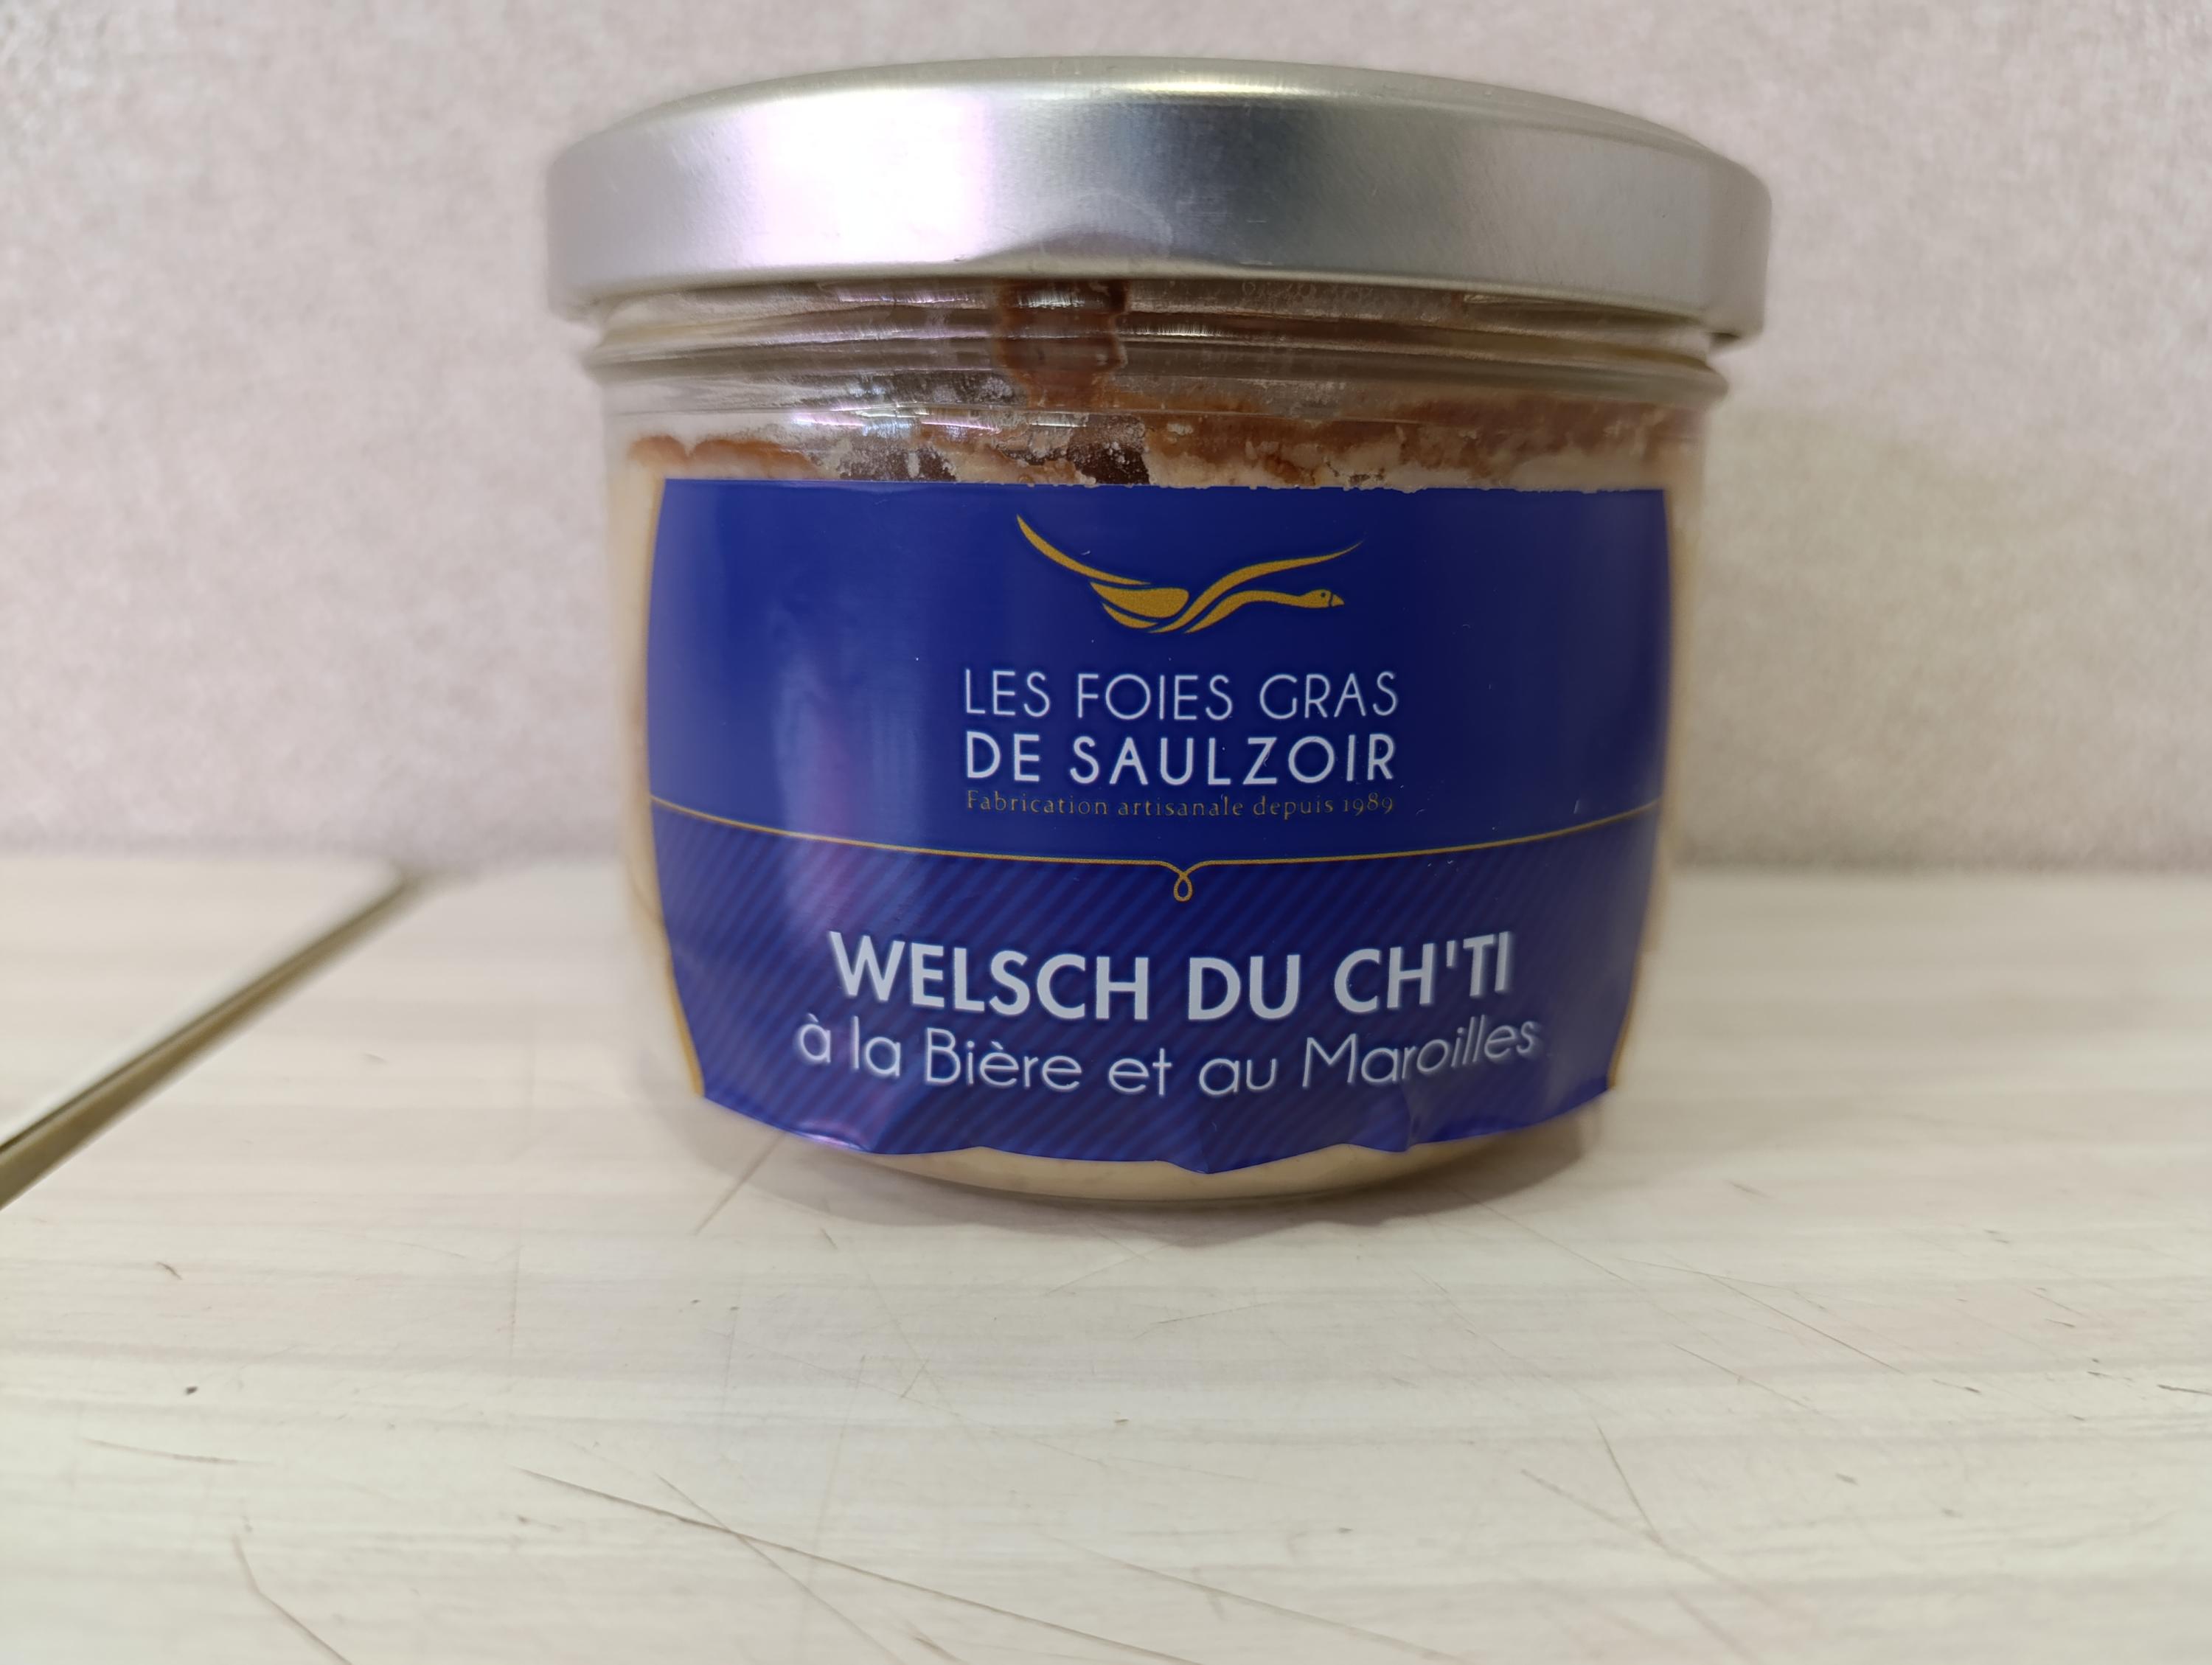 LES FOIES GRAS
DE SAULZOIR
Fabrication artisanale depuis 1989
WELSCH DU CH'TI
à la Bière et au Maroilles